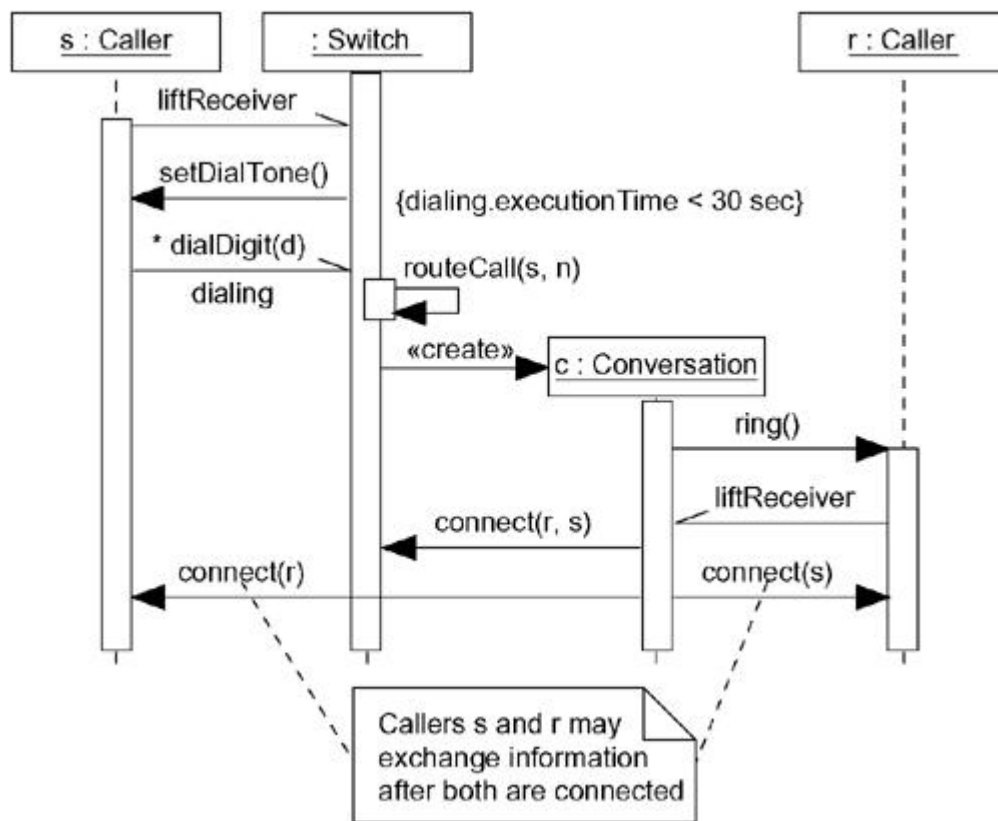 s : Caller
: Switch
r : Caller
liftReceiver
setDialTone()
{dialing.executionTime < 30 sec}
* dialDigit(d)
dialing
routeCall(s, n)
«create»
c : Conversation
ring()
liftReceiver
connect(r, s)
connect(r)
connect(s)
Callers s and r may
exchange information
after both are connected